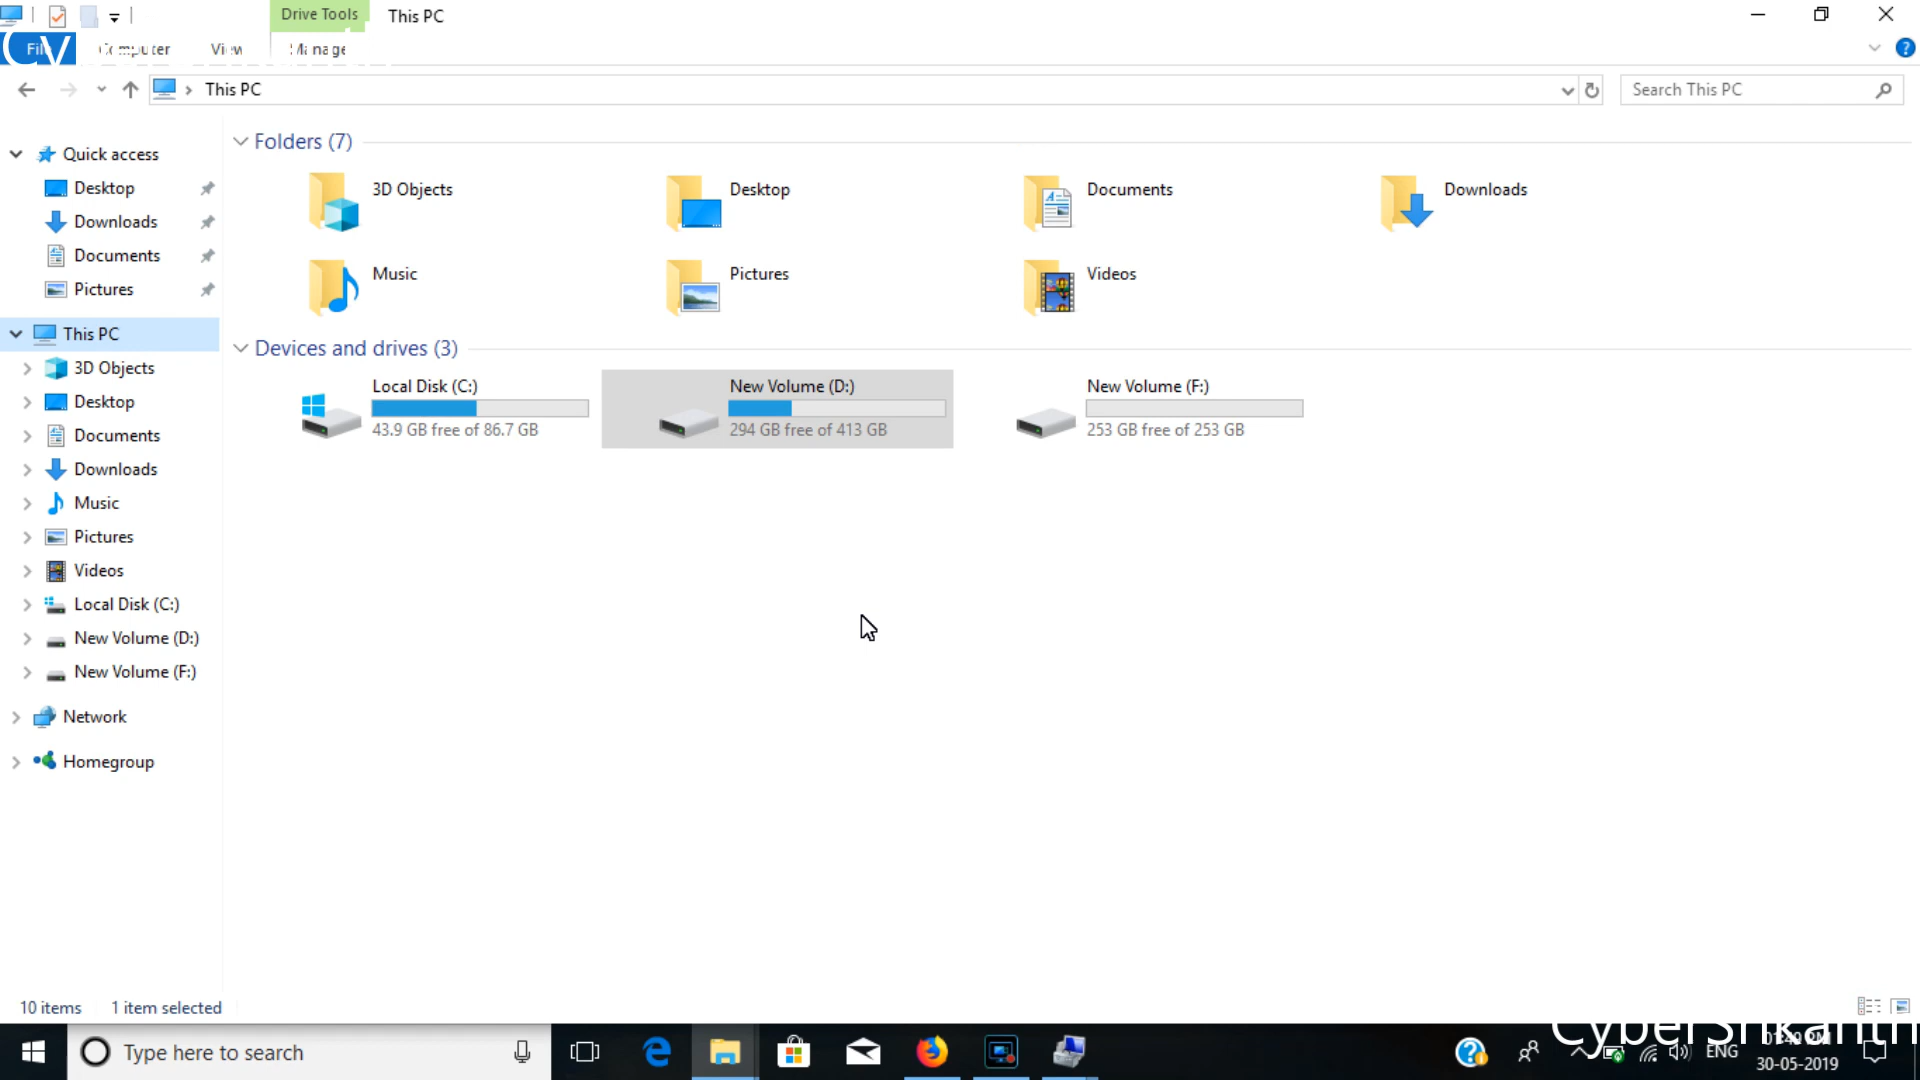 Drive Tools
This PC
File
Computer
View
Manage
This PC
Search This PC
Quick access
Desktop
Downloads
Documents
Pictures
This PC
3D Objects
Desktop
Documents
Downloads
Music
Pictures
Videos
Local Disk (C:)
New Volume (D:)
New Volume (F:)
Network
Homegroup
Folders (7)
3D Objects
Desktop
Documents
Downloads
Music
Pictures
Videos
Devices and drives (3)
Local Disk (C:)
43.9 GB free of 86.7 GB
New Volume (D:)
294 GB free of 413 GB
New Volume (F:)
253 GB free of 253 GB
10 items
1 item selected
CyberSrikanth
Type here to search
ENG
30-05-2019